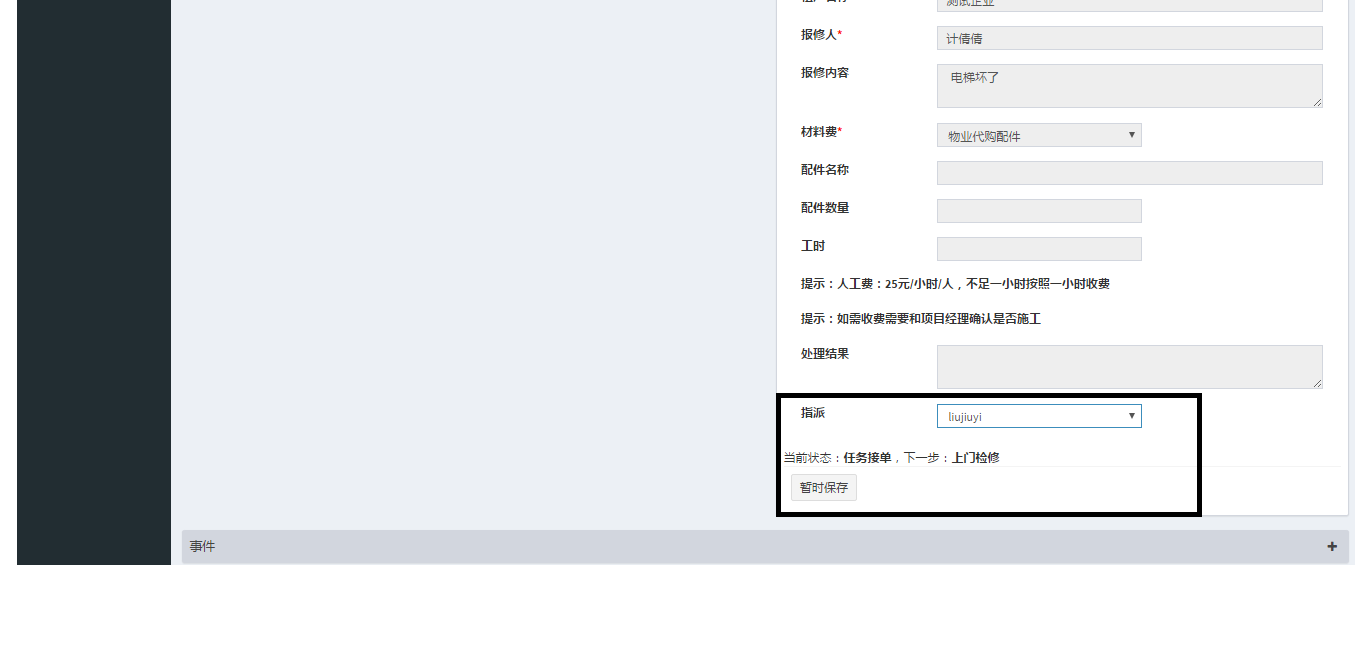 测试企业
报修人*
计倩倩
报修内容
电梯坏了
材料费*
物业代购配件
配件名称
配件数量
工时
提示：人工费：25元/小时/人，不足一小时按照一小时收费
提示：如需收费需要和项目经理确认是否施工
处理结果
指派
liujiuyi
当前状态：任务接单，下一步：上门检修
暂时保存
事件